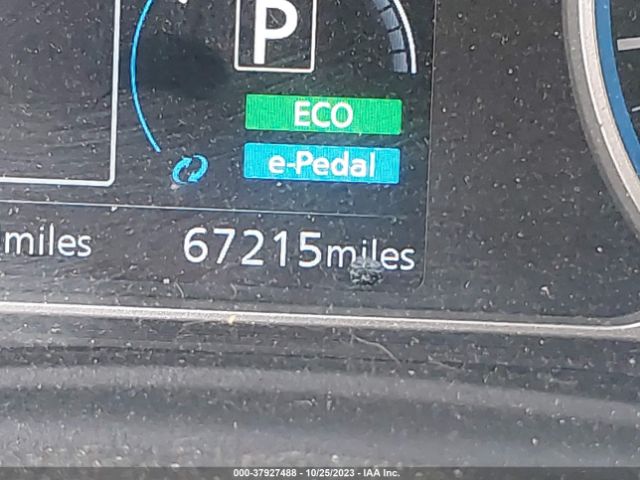 P
ECO
e-Pedal
miles 67215miles
000-37927488 - 10/25/2023 - IAA Inc.